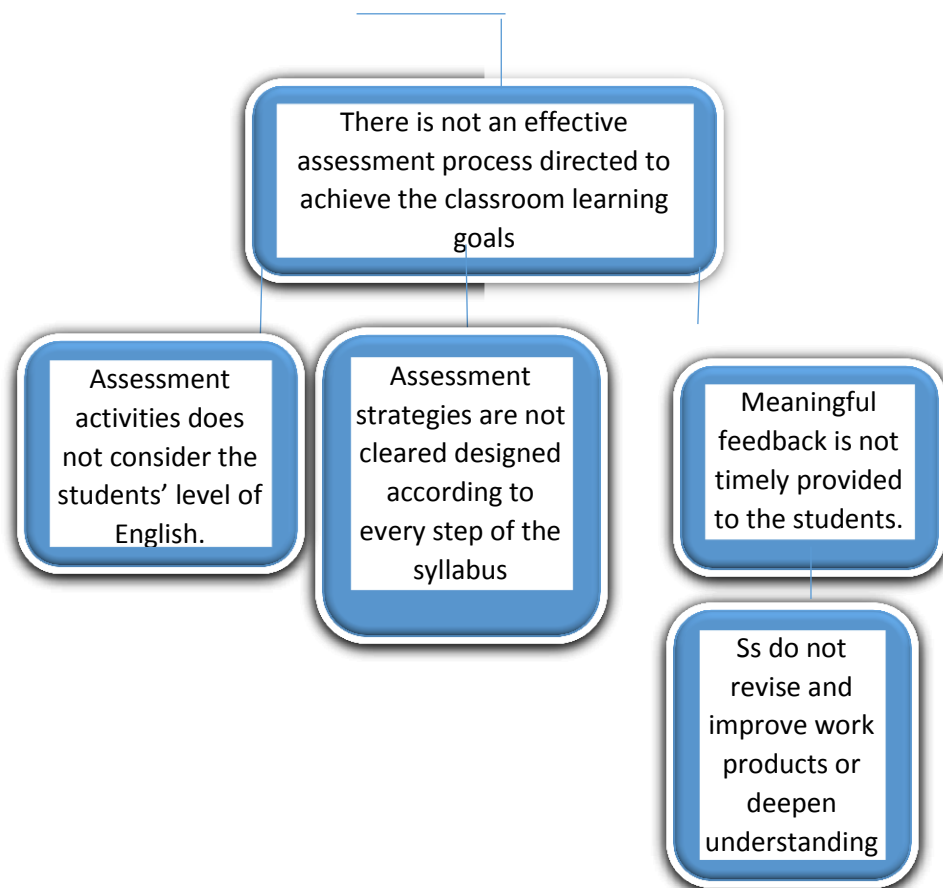 There is not an effective
assessment process directed to
achieve the classroom learning
goals
Assessment
activities does
not consider the
students’ level of
English.
Assessment
strategies are not
cleared designed
according to
every step of the
syllabus
Meaningful
feedback is not
timely provided
to the students.
Ss do not
revise and
improve work
products or
deepen
understanding